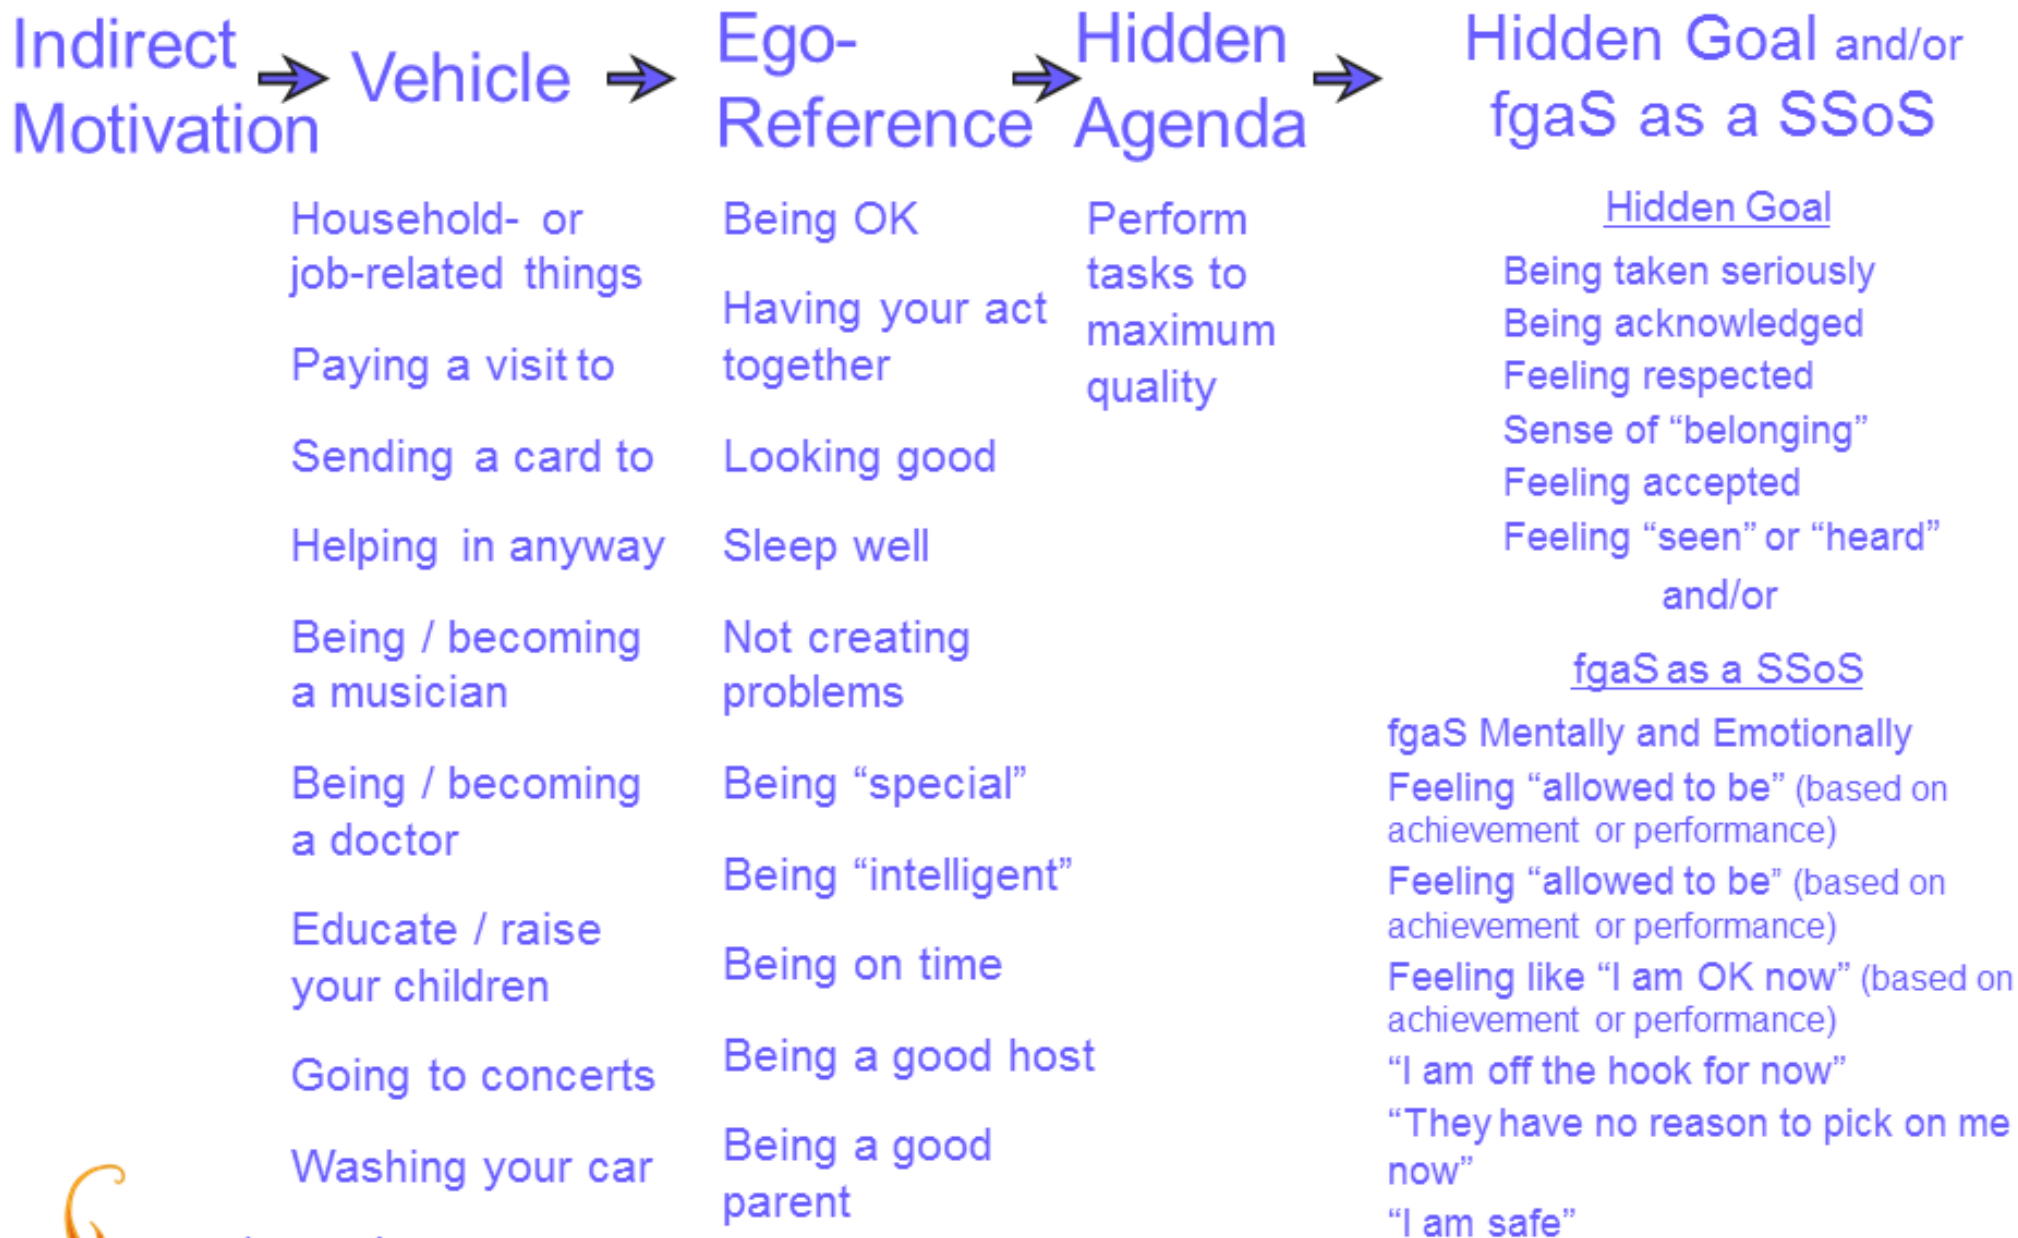 Indirect
Motivation
Vehicle
Ego-
Reference
Hidden
Agenda
Hidden Goal and/or
fgaS as a SSoS
Household- or
job-related things
Paying a visit to
Sending a card to
Helping in anyway
Being / becoming
a musician
Being / becoming
a doctor
Educate / raise
your children
Going to concerts
Washing your car
Being OK
Having your act
together
Looking good
Sleep well
Not creating
problems
Being “special”
Being “intelligent”
Being on time
Being a good host
Being a good
parent
Perform
tasks to
maximum
quality
Hidden Goal
Being taken seriously
Being acknowledged
Feeling respected
Sense of “belonging”
Feeling accepted
Feeling “seen” or “heard”
and/or
fgaS as a SSoS
fgaS Mentally and Emotionally
Feeling “allowed to be” (based on
achievement or performance)
Feeling “allowed to be” (based on
achievement or performance)
Feeling like “I am OK now” (based on
achievement or performance)
“I am off the hook for now”
“They have no reason to pick on me
now”
“I am safe”